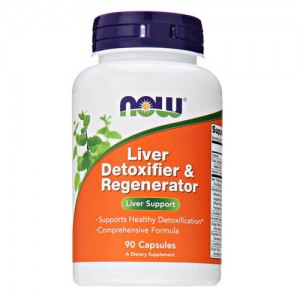 NOW
Liver
Detoxifier &
Regenerator
Liver Support
• Supports Healthy Detoxification*
• Comprehensive Formula
90 Capsules
A Dietary Supplement